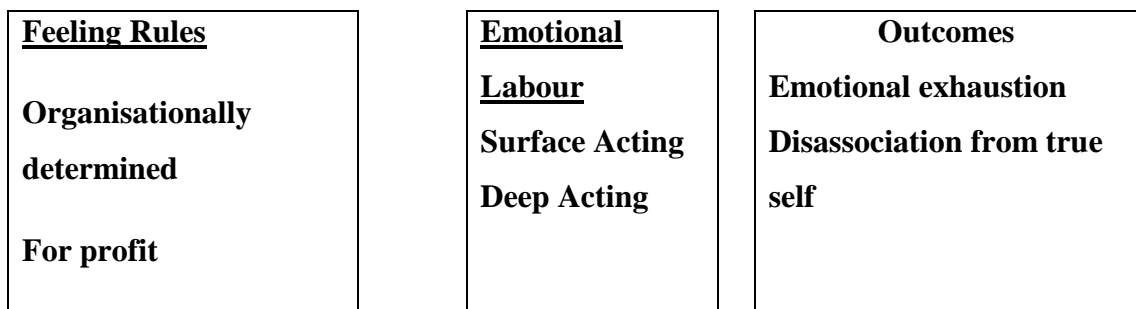 Feeling Rules
Organisationally
determined
For profit
Emotional
Labour
Surface Acting
Deep Acting
Outcomes
Emotional exhaustion
Disassociation from true
self